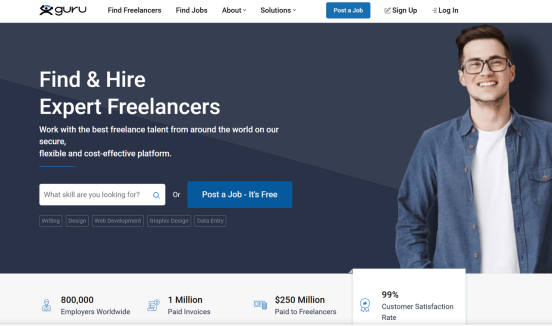 guru
Find Freelancers
Find Jobs
About
Solutions
Post a Job
Sign Up
Log In
Find & Hire
Expert Freelancers
Work with the best freelance talent from around the world on our
secure,
flexible and cost-effective platform.
What skill are you looking for?
Or
Post a Job - It's Free
Writing
Design
Web Development
Graphic Design
Data Entry
800,000
Employers Worldwide
1 Million
Paid Invoices
$250 Million
Paid to Freelancers
99%
Customer Satisfaction
Rate